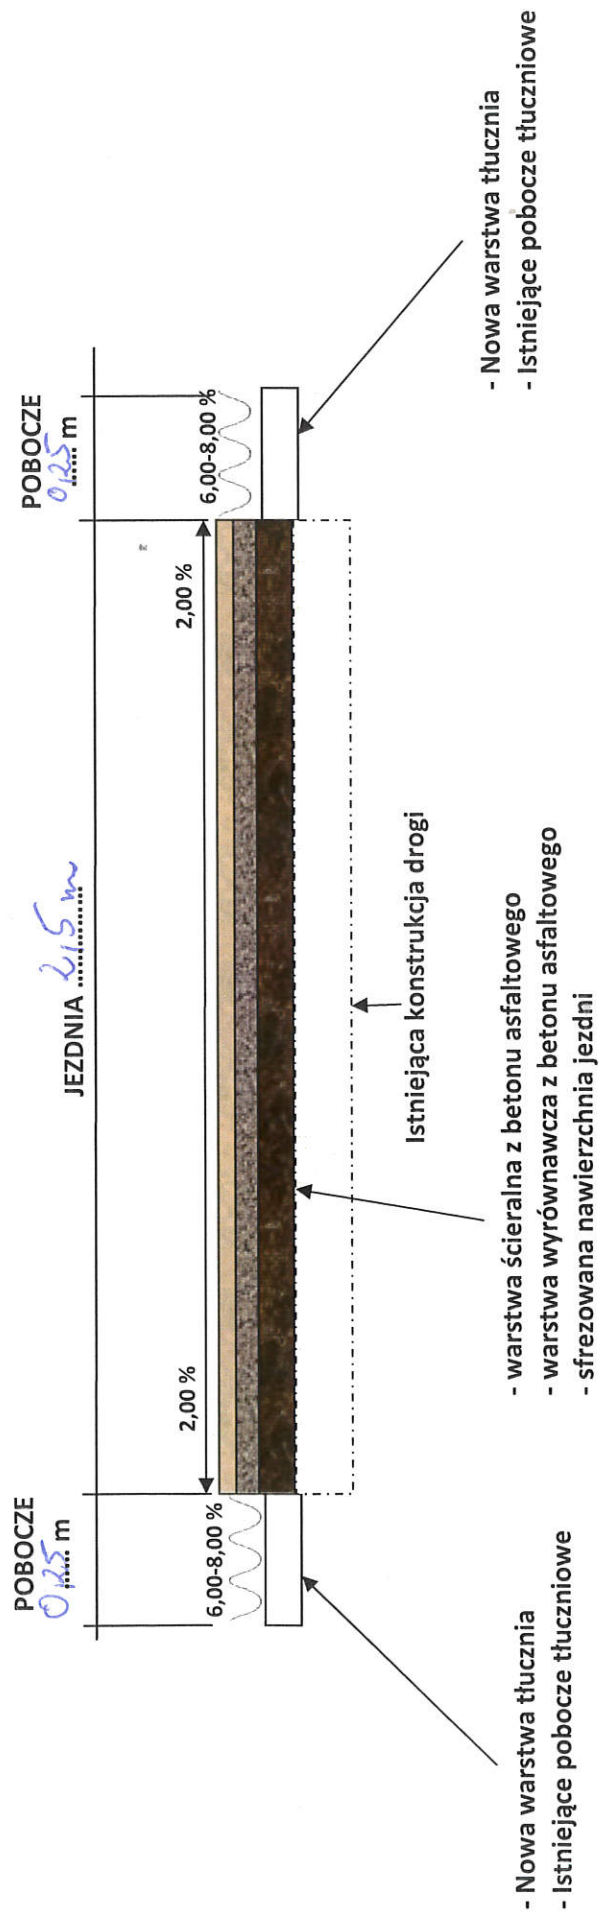 POBOCZE
0,25 m
JEZDNIA 2,5 m
POBOCZE
0,25 m
6,00-8,00 %
2,00 %
2,00 %
6,00-8,00 %
Istniejąca konstrukcja drogi
- Nowa warstwa tłucznia
- Istniejące pobocze tłuczniowe
- warstwa ścieralna z betonu asfaltowego
- warstwa wyrównawcza z betonu asfaltowego
- sfrezowana nawierzchnia jezdni
- Nowa warstwa tłucznia
- Istniejące pobocze tłuczniowe